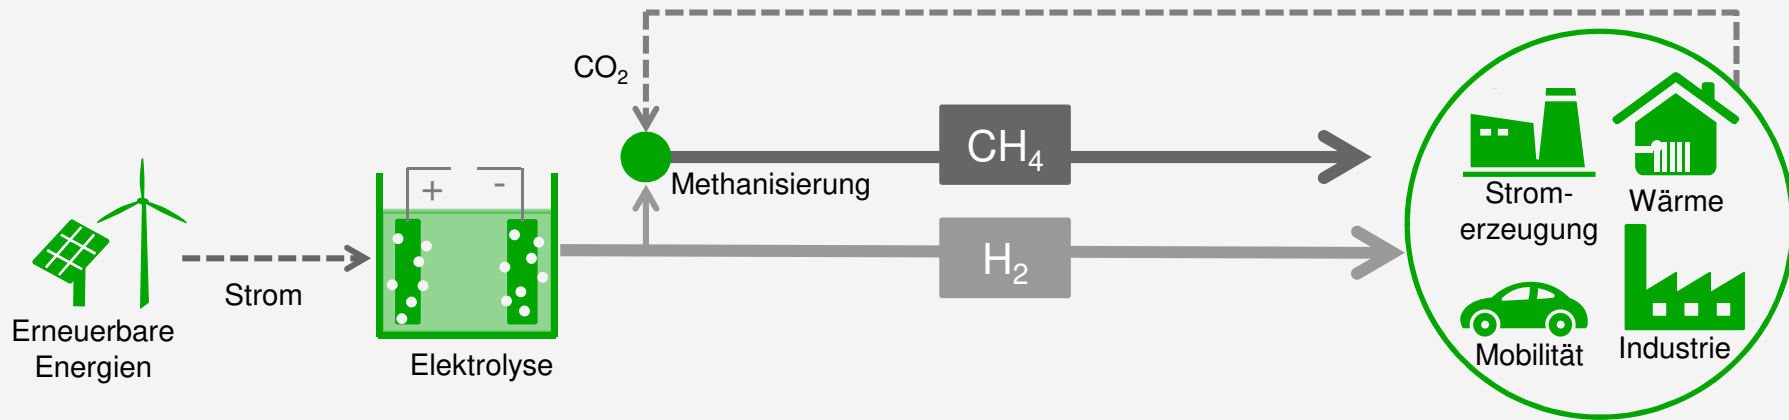 Erneuerbare
Energien
Strom
+ -
Elektrolyse
CO₂
Methanisierung
CH₄
H₂
Strom-
erzeugung
Wärme
Mobilität
Industrie